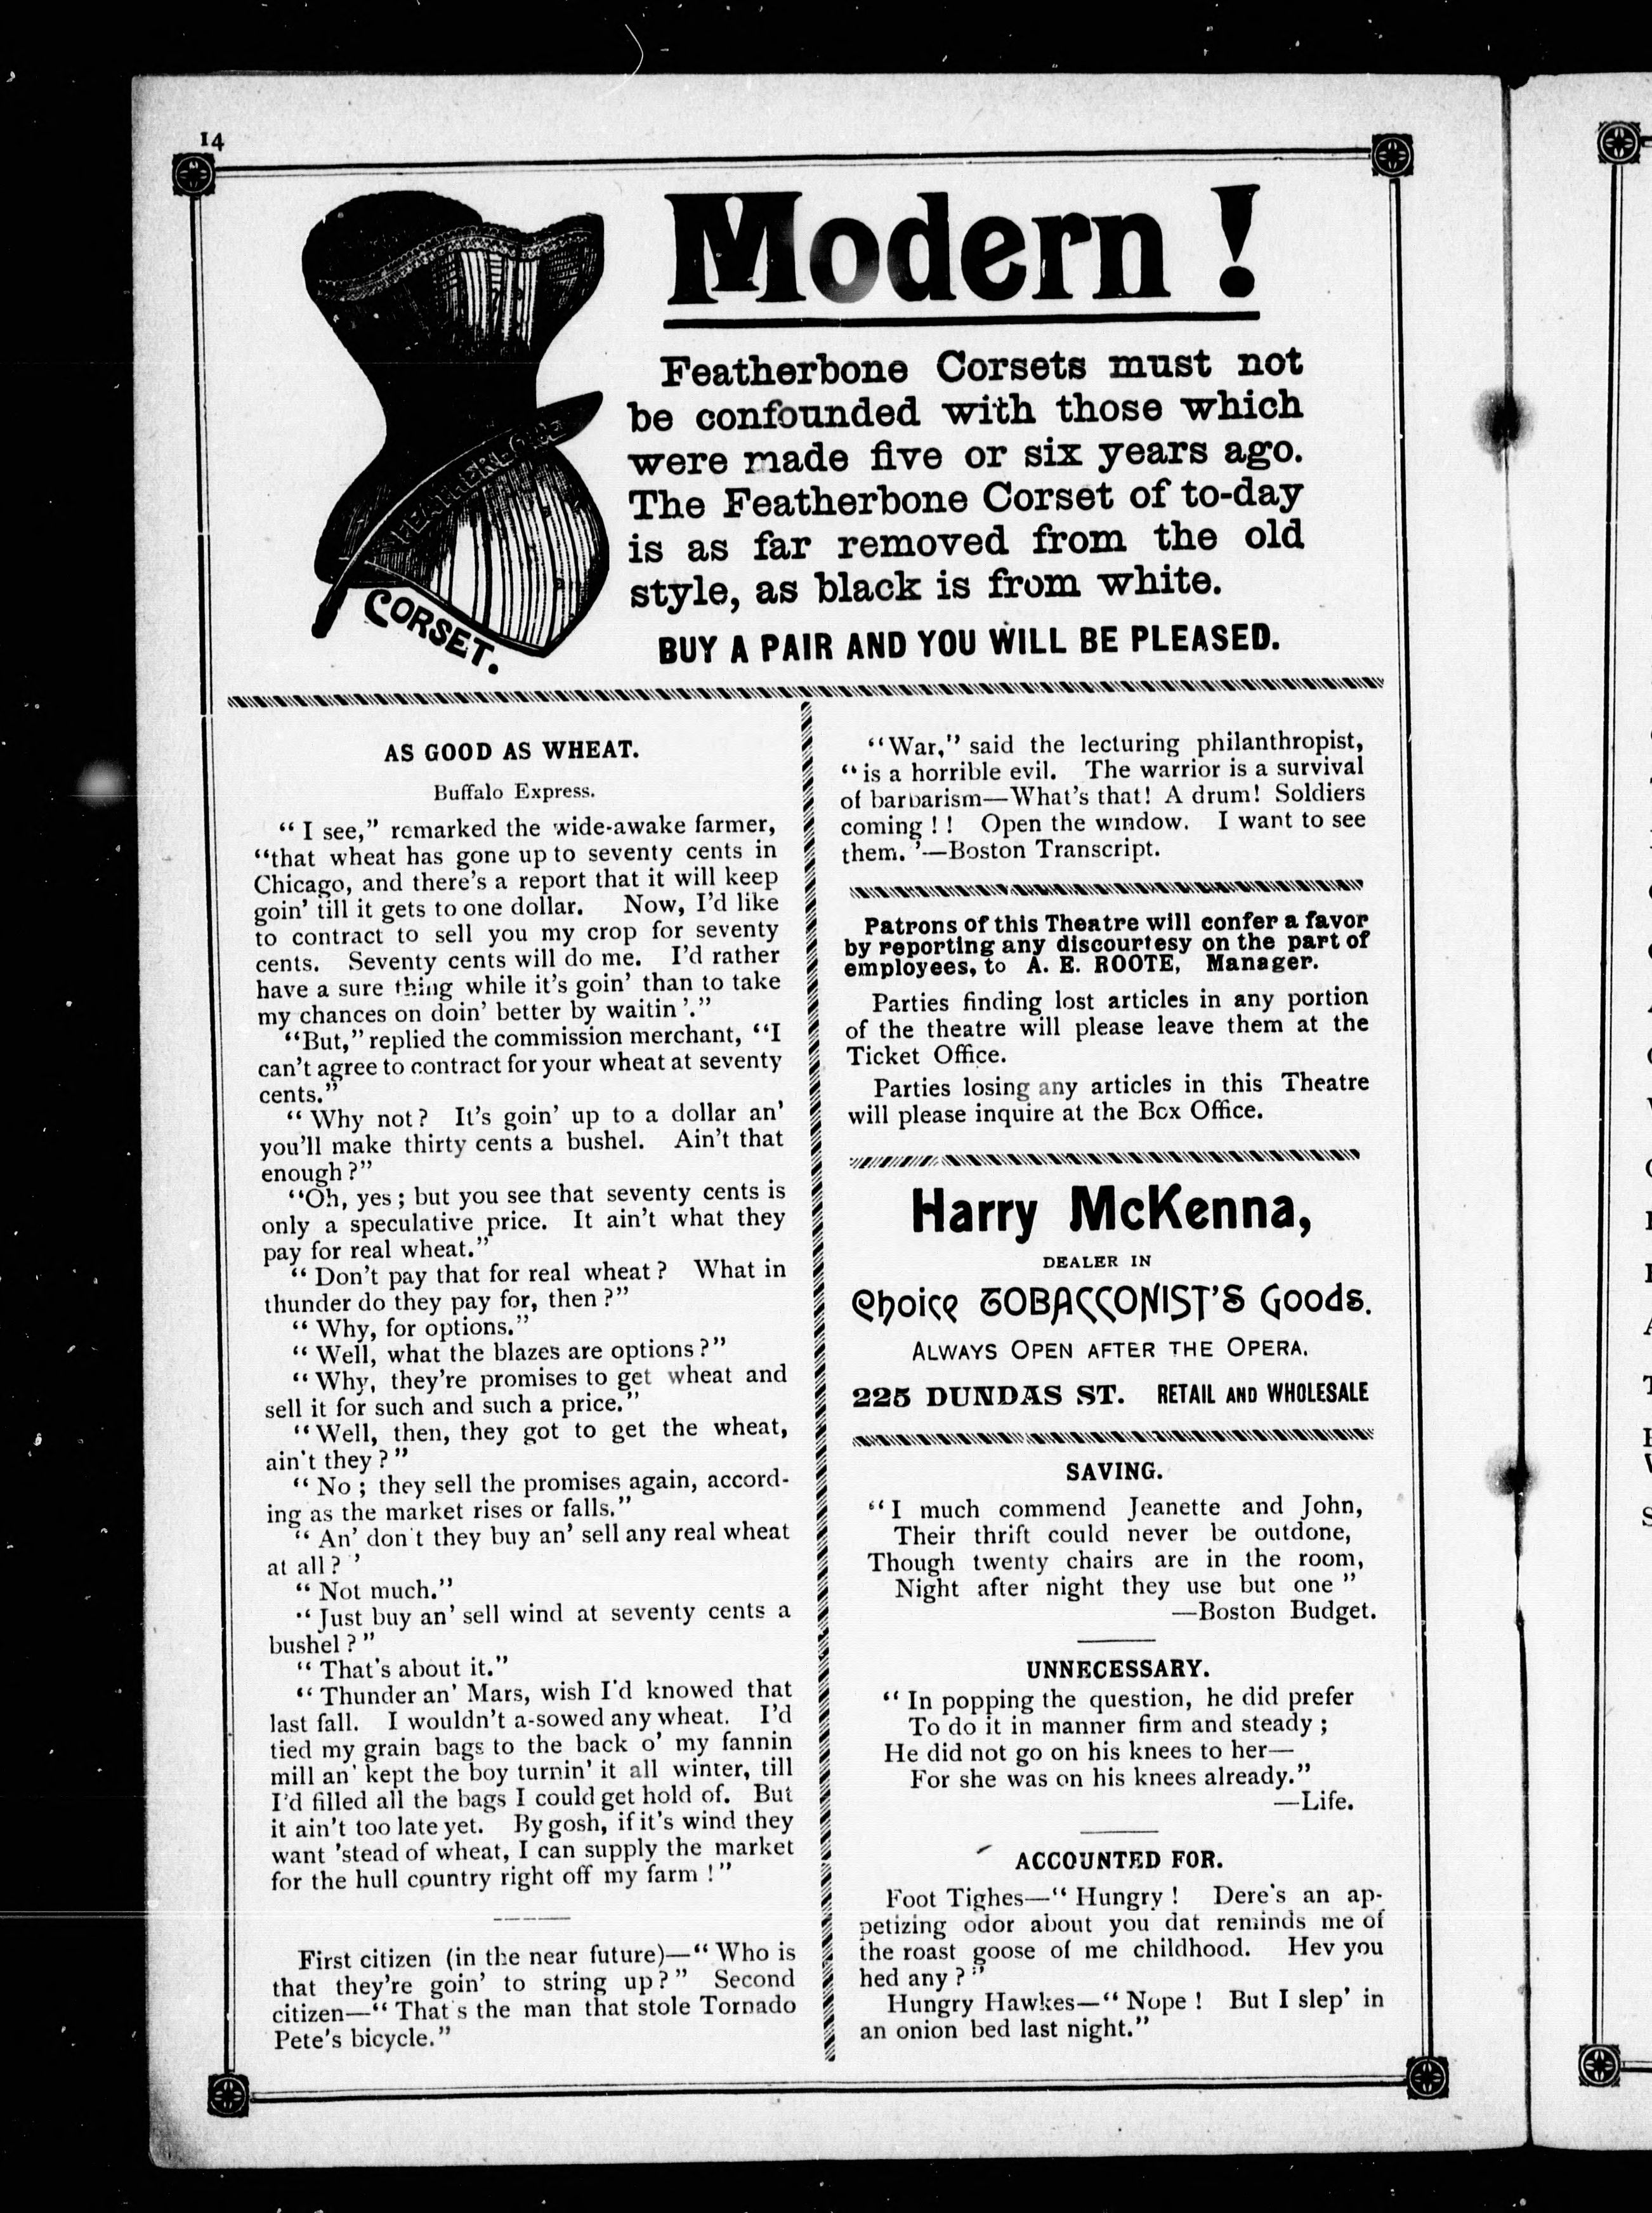 14
Modern !
FEATHERBONE
CORSET.
Featherbone Corsets must not
be confounded with those which
were made five or six years ago.
The Featherbone Corset of to-day
is as far removed from the old
style, as black is from white.
BUY A PAIR AND YOU WILL BE PLEASED.
AS GOOD AS WHEAT.
Buffalo Express.
“ I see,” remarked the wide-awake farmer,
“that wheat has gone up to seventy cents in
Chicago, and there's a report that it will keep
goin' till it gets to one dollar. Now, I'd like
to contract to sell you my crop for seventy
cents. Seventy cents will do me. I'd rather
have a sure thing while it's goin' than to take
my chances on doin' better by waitin '.”
“But,” replied the commission merchant, “I
can't agree to contract for your wheat at seventy
cents.”
“ Why not? It's goin' up to a dollar an'
you'll make thirty cents a bushel. Ain't that
enough ?”
“Oh, yes ; but you see that seventy cents is
only a speculative price. It ain't what they
pay for real wheat.”
“ Don't pay that for real wheat ? What in
thunder do they pay for, then ?”
“ Why, for options.”
“ Well, what the blazes are options ?”
“ Why, they're promises to get wheat and
sell it for such and such a price.”
“Well, then, they got to get the wheat,
ain't they ? ”
“ No ; they sell the promises again, accord-
ing as the market rises or falls.”
“ An' don't they buy an' sell any real wheat
at all ? ’
“ Not much.”
“ Just buy an' sell wind at seventy cents a
bushel ? ”
“ That's about it.”
“ Thunder an' Mars, wish I'd knowed that
last fall. I wouldn't a-sowed any wheat. I'd
tied my grain bags to the back o' my fannin
mill an' kept the boy turnin' it all winter, till
I'd filled all the bags I could get hold of. But
it ain't too late yet. By gosh, if it's wind they
want 'stead of wheat, I can supply the market
for the hull country right off my farm !”
First citizen (in the near future)—“ Who is
that they're goin' to string up? ” Second
citizen—“ That's the man that stole Tornado
Pete's bicycle.”
“War,” said the lecturing philanthropist,
“ is a horrible evil. The warrior is a survival
of barbarism—What's that! A drum! Soldiers
coming ! ! Open the window. I want to see
them. ’—Boston Transcript.
Patrons of this Theatre will confer a favor
by reporting any discourtesy on the part of
employees, to A. E. ROOTE, Manager.
Parties finding lost articles in any portion
of the theatre will please leave them at the
Ticket Office.
Parties losing any articles in this Theatre
will please inquire at the Box Office.
Harry McKenna,
DEALER IN
Choice TOBACCONIST'S Goods.
ALWAYS OPEN AFTER THE OPERA.
225 DUNDAS ST. RETAIL AND WHOLESALE
SAVING.
“ I much commend Jeanette and John,
Their thrift could never be outdone,
Though twenty chairs are in the room,
Night after night they use but one ”
—Boston Budget.
UNNECESSARY.
“ In popping the question, he did prefer
To do it in manner firm and steady ;
He did not go on his knees to her—
For she was on his knees already.”
—Life.
ACCOUNTED FOR.
Foot Tighes—“ Hungry ! Dere's an ap-
petizing odor about you dat reminds me of
the roast goose of me childhood. Hev you
hed any ? ”
Hungry Hawkes—“ Nope ! But I slep' in
an onion bed last night.”